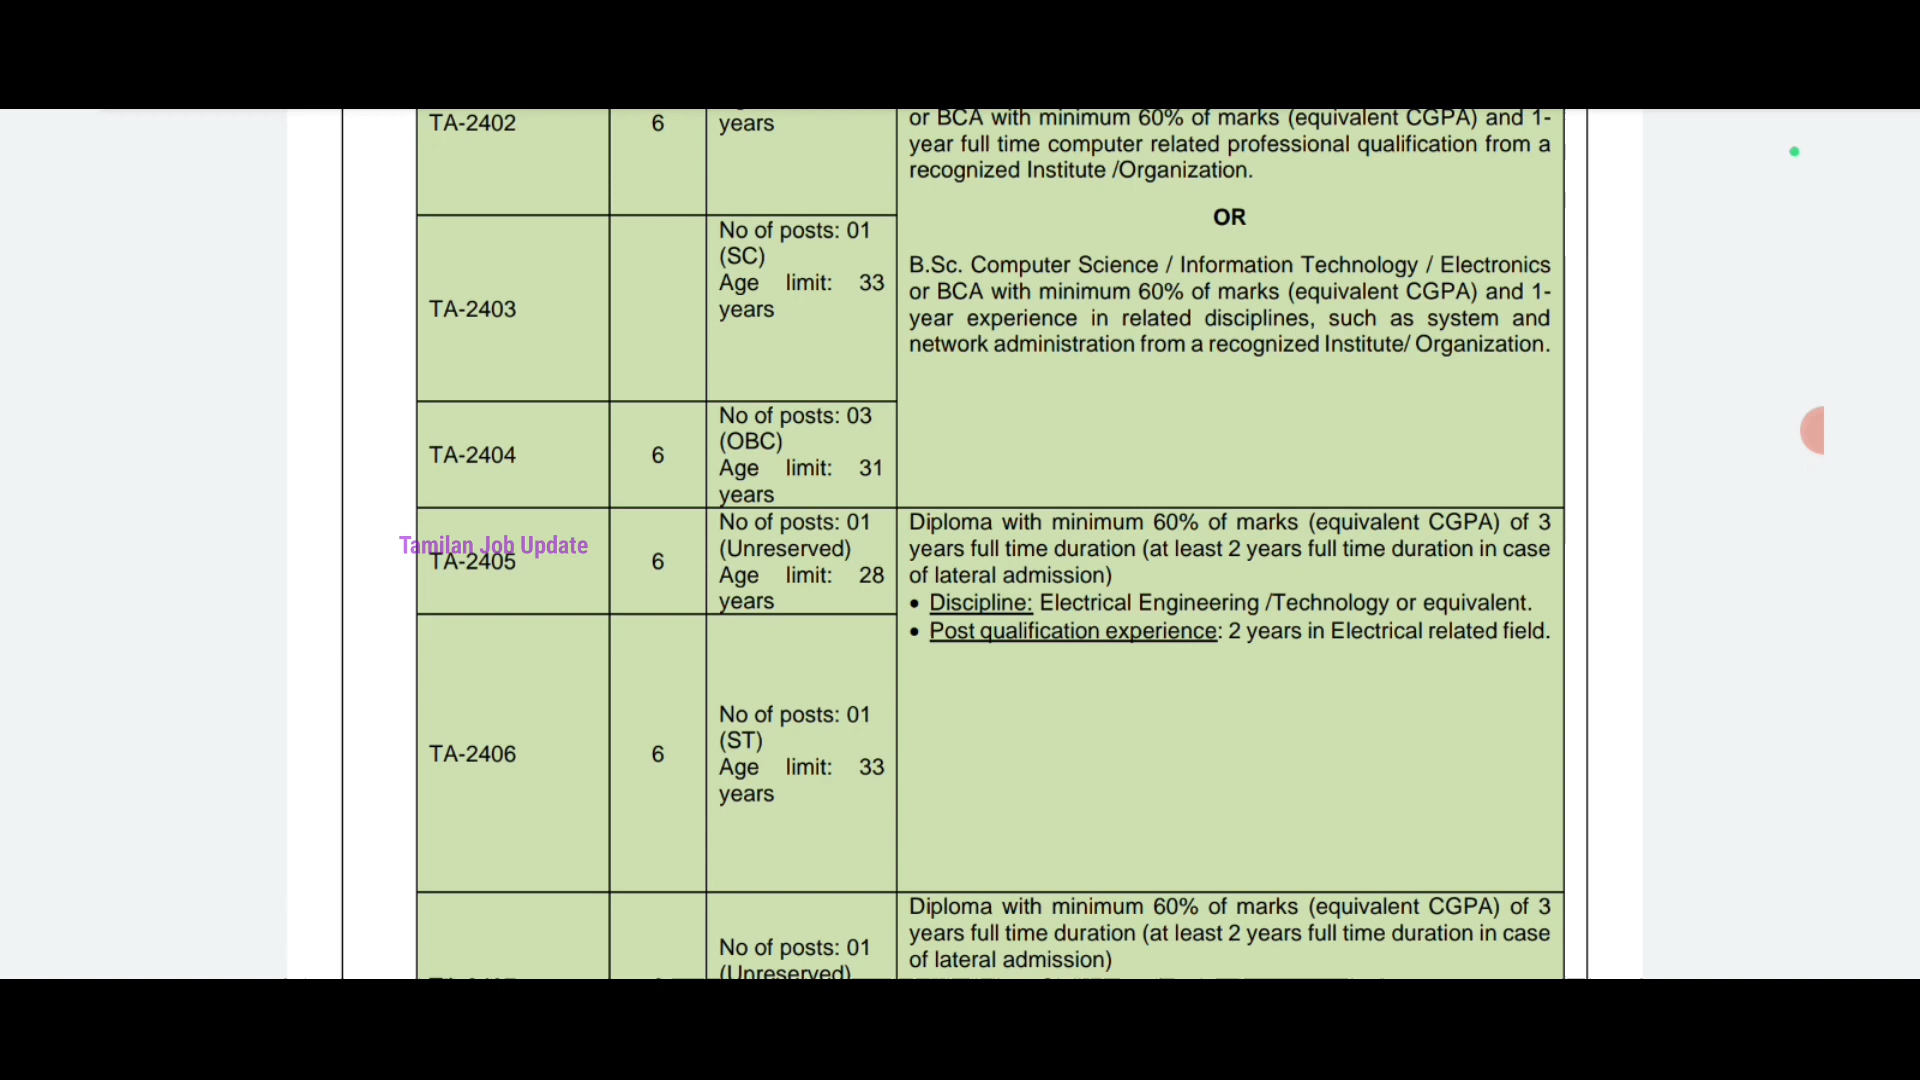 TA-2402
6
years
or BCA with minimum 60% of marks (equivalent CGPA) and 1-
year full time computer related professional qualification from a
recognized Institute /Organization.
OR
B.Sc. Computer Science / Information Technology / Electronics
or BCA with minimum 60% of marks (equivalent CGPA) and 1-
year experience in related disciplines, such as system and
network administration from a recognized Institute/ Organization.
TA-2403
No of posts: 01
(SC)
Age limit: 33
years
TA-2404
6
No of posts: 03
(OBC)
Age limit: 31
years
Tamilan Job Update
TA-2405
6
No of posts: 01
(Unreserved)
Age limit: 28
years
Diploma with minimum 60% of marks (equivalent CGPA) of 3
years full time duration (at least 2 years full time duration in case
of lateral admission)
• Discipline: Electrical Engineering /Technology or equivalent.
• Post qualification experience: 2 years in Electrical related field.
TA-2406
6
No of posts: 01
(ST)
Age limit: 33
years
No of posts: 01
(Unreserved)
Diploma with minimum 60% of marks (equivalent CGPA) of 3
years full time duration (at least 2 years full time duration in case
of lateral admission)